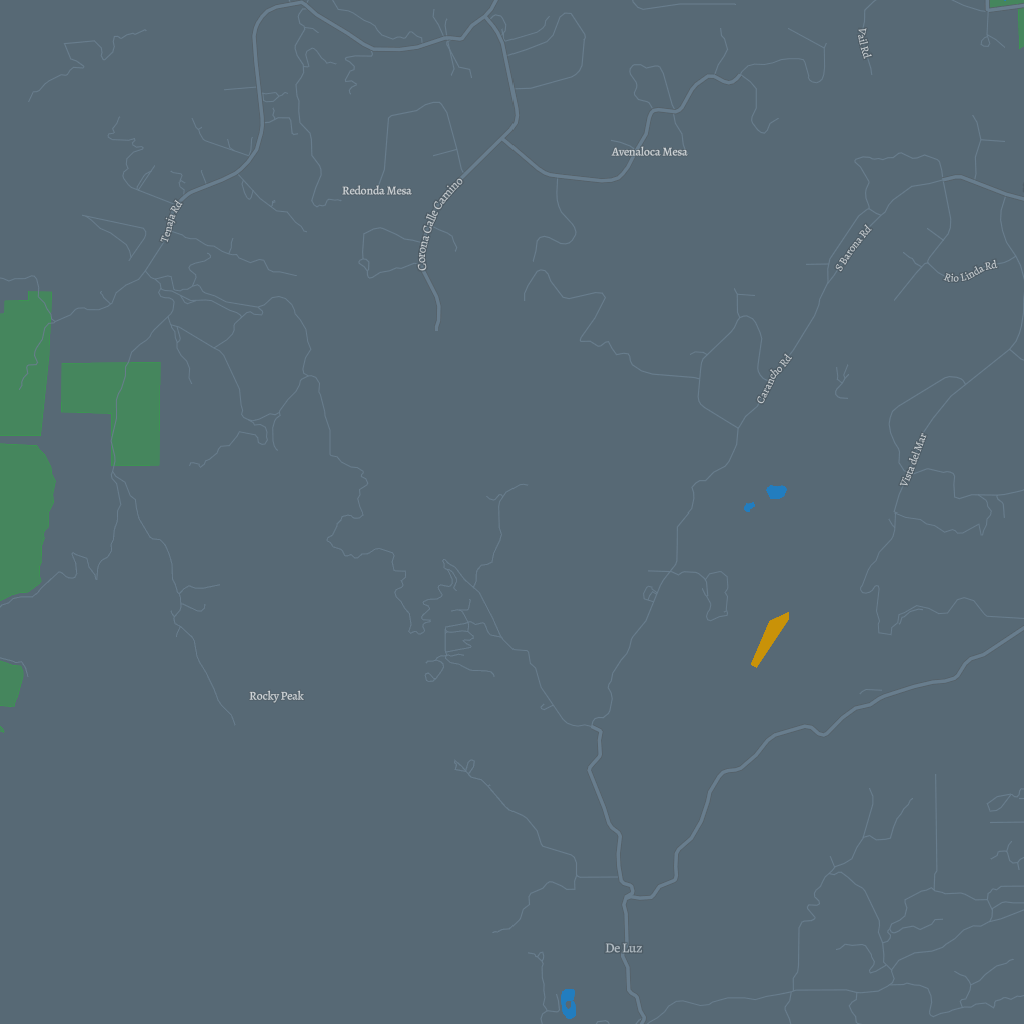 Vail Rd
Avenaloca Mesa
Redonda Mesa
Tenaja Rd
Corona Calle Camino
S Barona Rd
Rio Linda Rd
Carancho Rd
Vista del Mar
Rocky Peak
De Luz